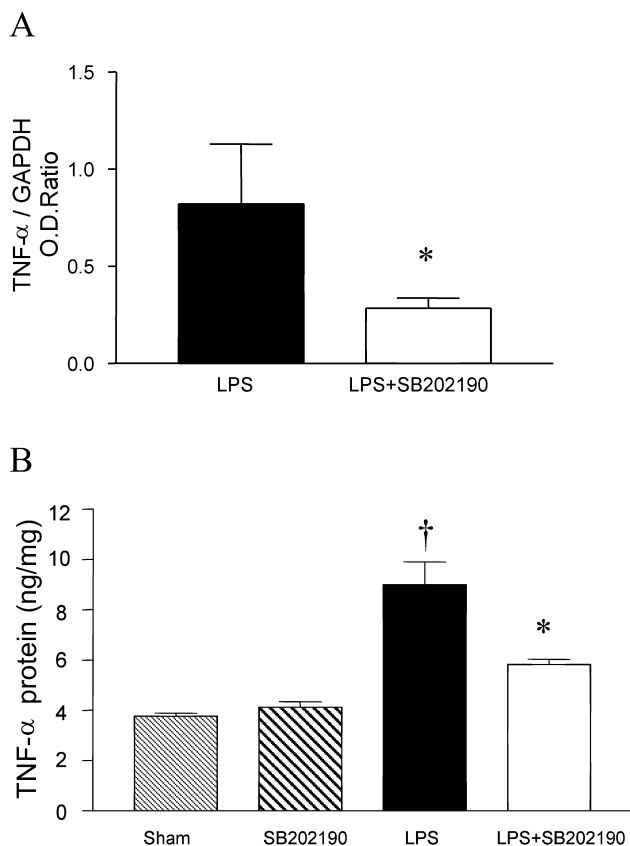 A
TNF-α / GAPDH
O.D.Ratio
1.5
1.0
0.5
0.0
*
LPS
LPS+SB202190
B
TNF-α protein (ng/mg)
12
10
8
6
4
2
0
†
*
Sham
SB202190
LPS
LPS+SB202190